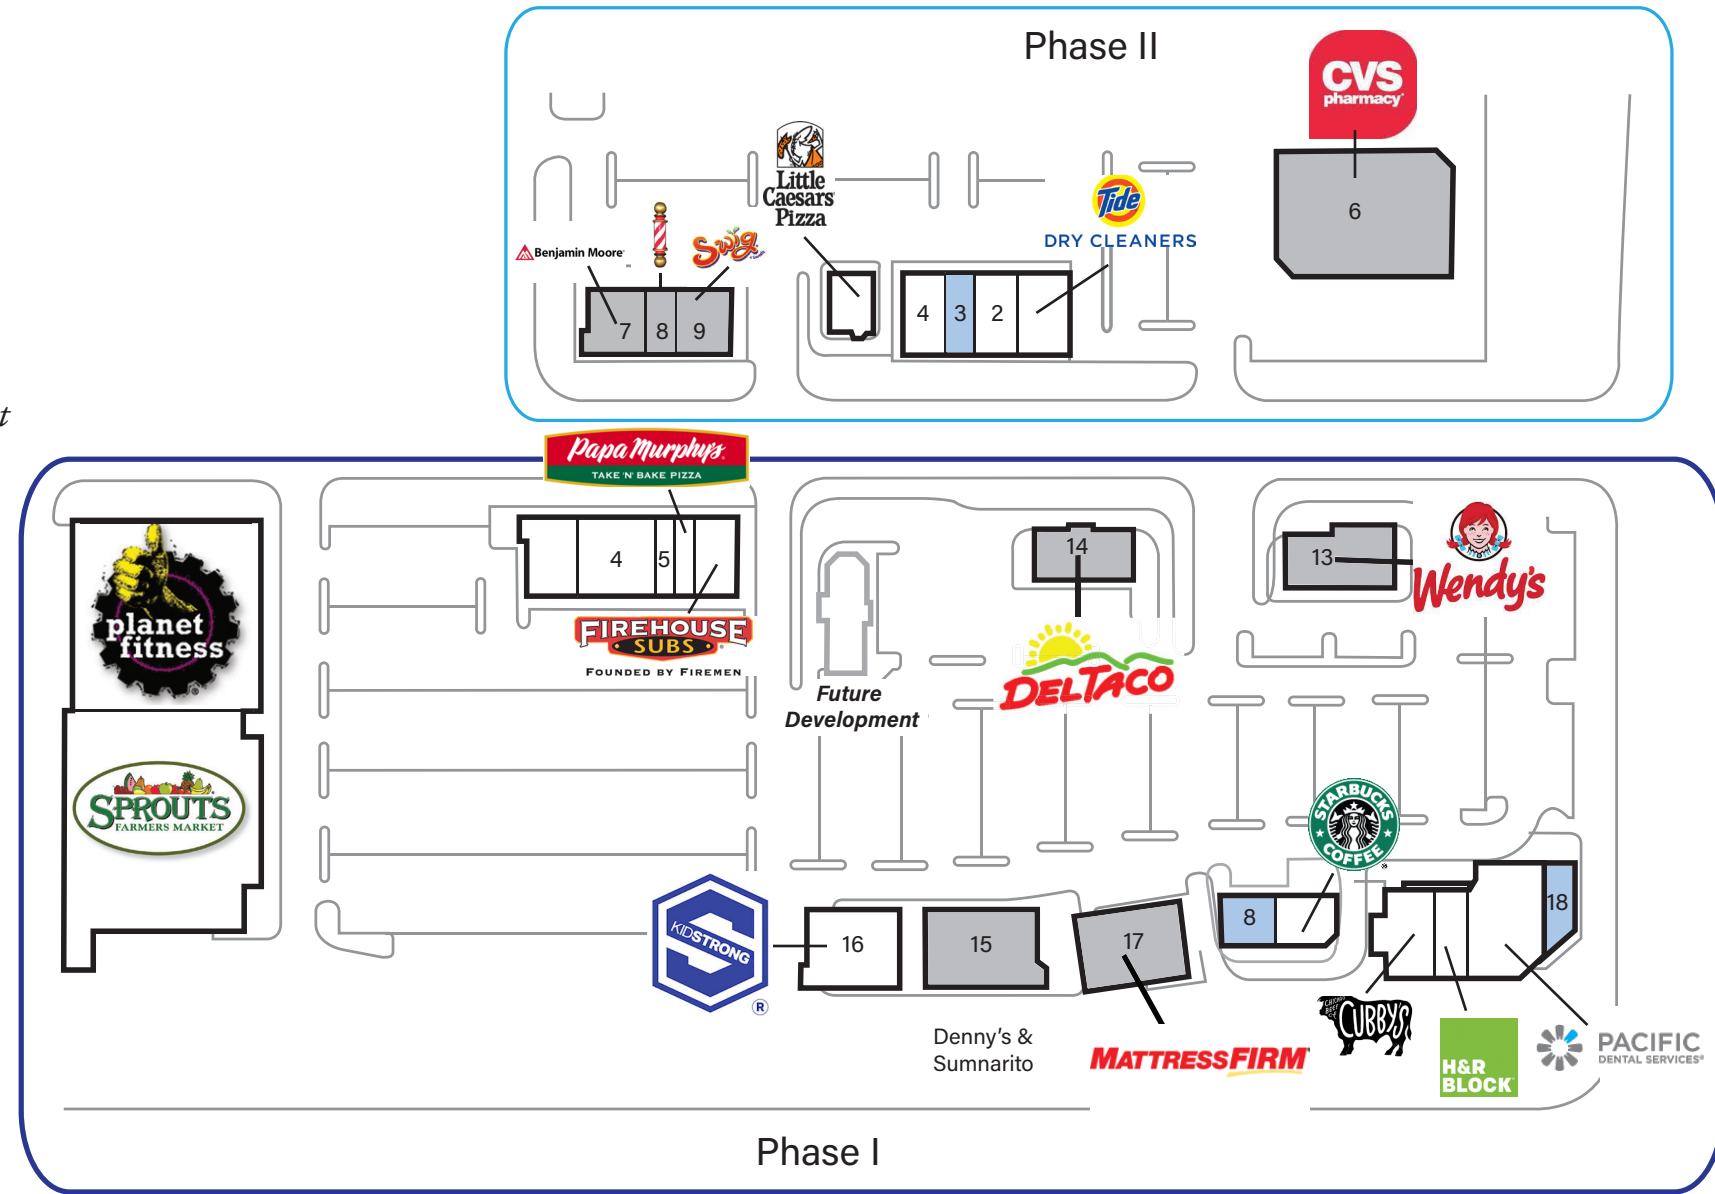 Phase II
CVS
pharmacy
6
Little
Caesars
Pizza
Tide
DRY CLEANERS
Benjamin Moore
Swig
7
8
9
4
3
2
t
Papa Murphy's
TAKE 'N' BAKE PIZZA
4
5
FIREHOUSE
SUBS
FOUNDED BY FIREMEN
planet
fitness
SPROUTS
FARMERS MARKET
Future
Development
14
DEL TACO
13
Wendy's
STARBUCKS
COFFEE
KIDSTRONG
®
16
15
17
8
18
Denny's &
Sumnarito
MATTRESSFIRM
CHICAGO
BEEF
CUBBY'S
H&R
BLOCK
PACIFIC
DENTAL SERVICES®
Phase I